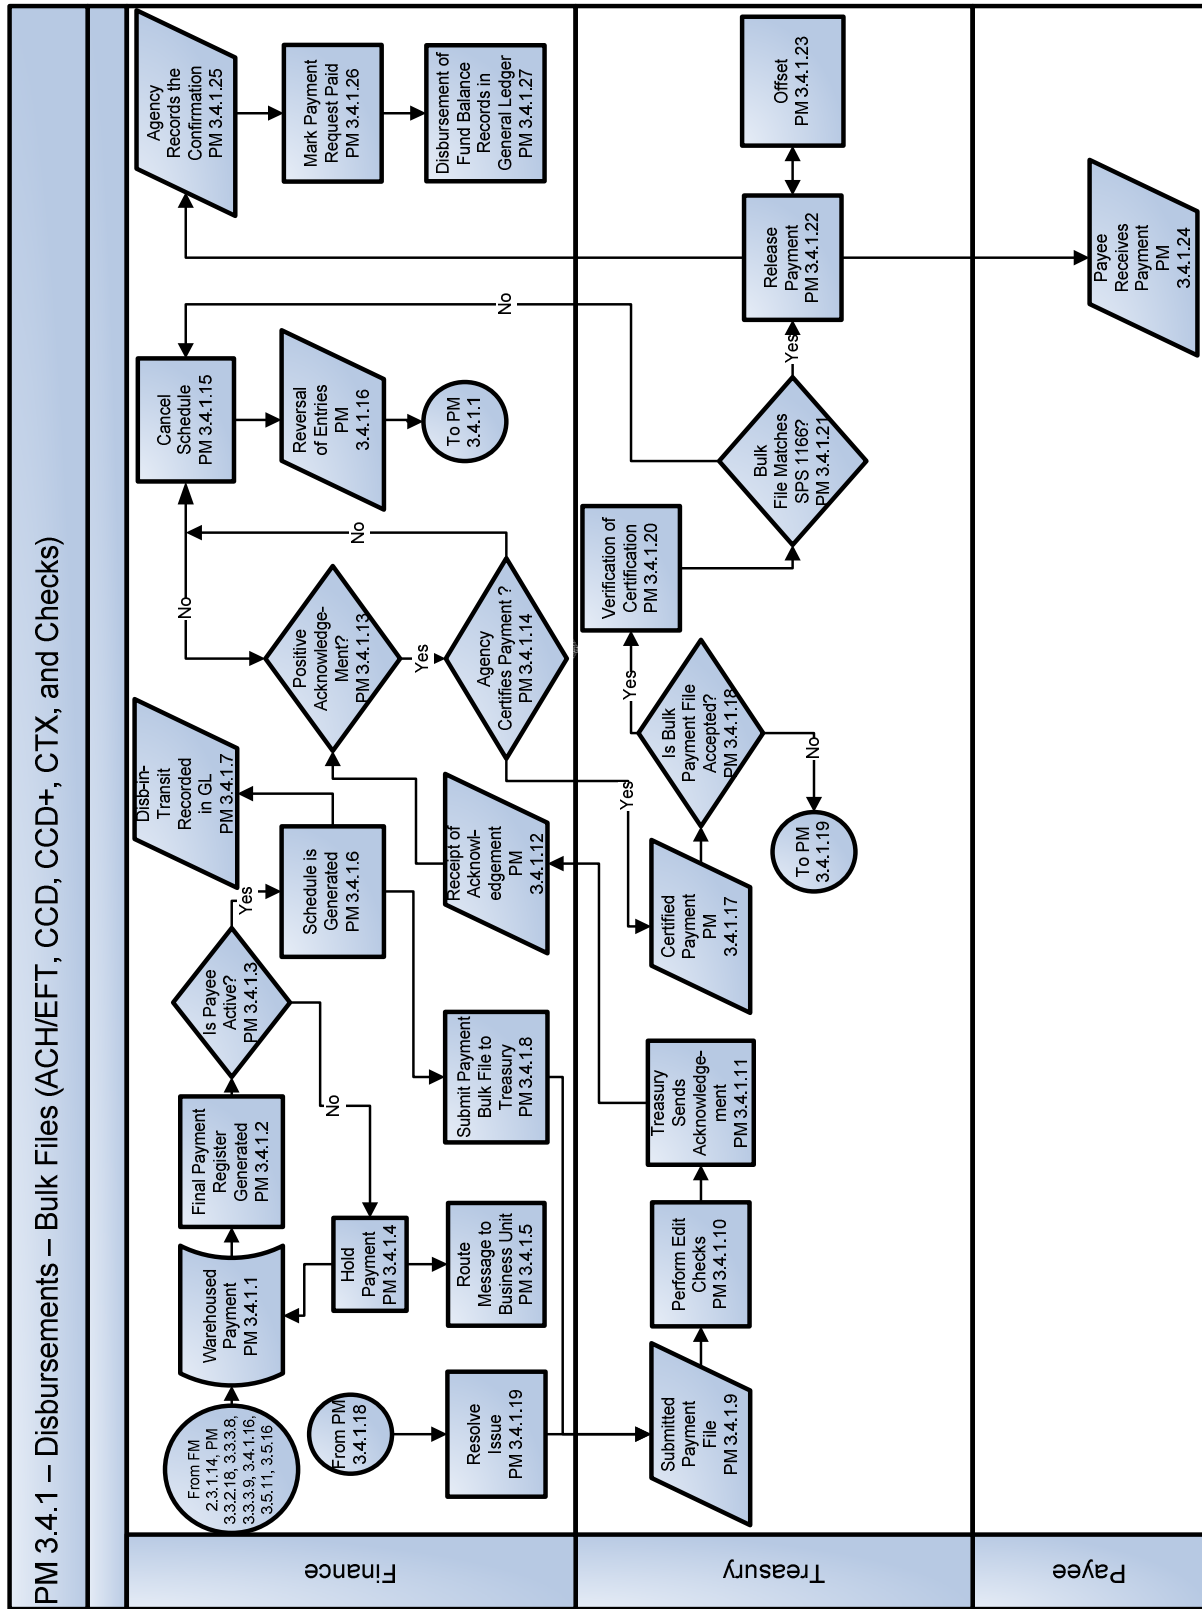 PM 3.4.1 – Disbursements – Bulk Files (ACH/EFT, CCD, CCD+, CTX, and Checks)
Finance
From FM
2.3.1.14, PM
3.3.2.18, 3.3.3.8,
3.3.3.9, 3.4.1.16,
3.5.11, 3.5.16
Warehoused
Payment
PM 3.4.1.1
Final Payment
Register
Generated
PM 3.4.1.2
Is Payee
Active?
PM 3.4.1.3
Yes
No
Hold
Payment
PM 3.4.1.4
Route
Message to
Business Unit
PM 3.4.1.5
From PM
3.4.1.18
Resolve
Issue
PM 3.4.1.19
Schedule is
Generated
PM 3.4.1.6
Disb-in-
Transit
Recorded
in GL
PM 3.4.1.7
Submit Payment
Bulk File to
Treasury
PM 3.4.1.8
Receipt of
Acknowl-
edgement
PM
3.4.1.12
Positive
Acknowledge-
Ment?
PM 3.4.1.13
No
Yes
Agency
Certifies Payment ?
PM 3.4.1.14
No
Yes
Cancel
Schedule
PM 3.4.1.15
Reversal
of Entries
PM
3.4.1.16
To PM
3.4.1.1
No
Agency
Records the
Confirmation
PM 3.4.1.25
Mark Payment
Request Paid
PM 3.4.1.26
Disbursement of
Fund Balance
Records in
General Ledger
PM 3.4.1.27
Treasury
Submitted
Payment
File
PM 3.4.1.9
Perform Edit
Checks
PM 3.4.1.10
Treasury
Sends
Acknowledge-
ment
PM 3.4.1.11
Certified
Payment
PM
3.4.1.17
Is Bulk
Payment File
Accepted?
PM 3.4.1.18
Yes
No
To PM
3.4.1.19
Verification of
Certification
PM 3.4.1.20
Bulk
File Matches
SPS 1166?
PM 3.4.1.21
Yes
Release
Payment
PM 3.4.1.22
Offset
PM 3.4.1.23
Payee
Payee
Receives
Payment
PM
3.4.1.24